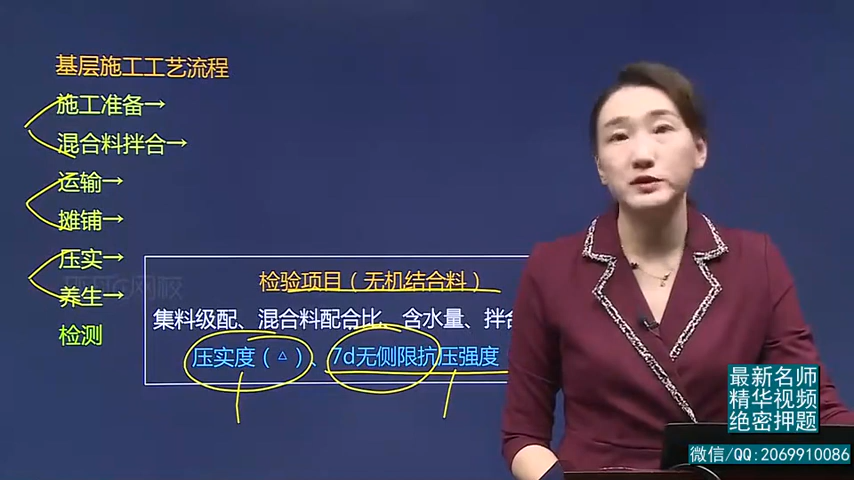 基层施工工艺流程
施工准备→
混合料拌合→
运输→
摊铺→
压实→
养生→
检测
检验项目（无机结合料）
集料级配、混合料配合比、含水量、拌合
压实度（△）、7d无侧限抗压强度
最新名师
精华视频
绝密押题
微信/QQ:2069910086